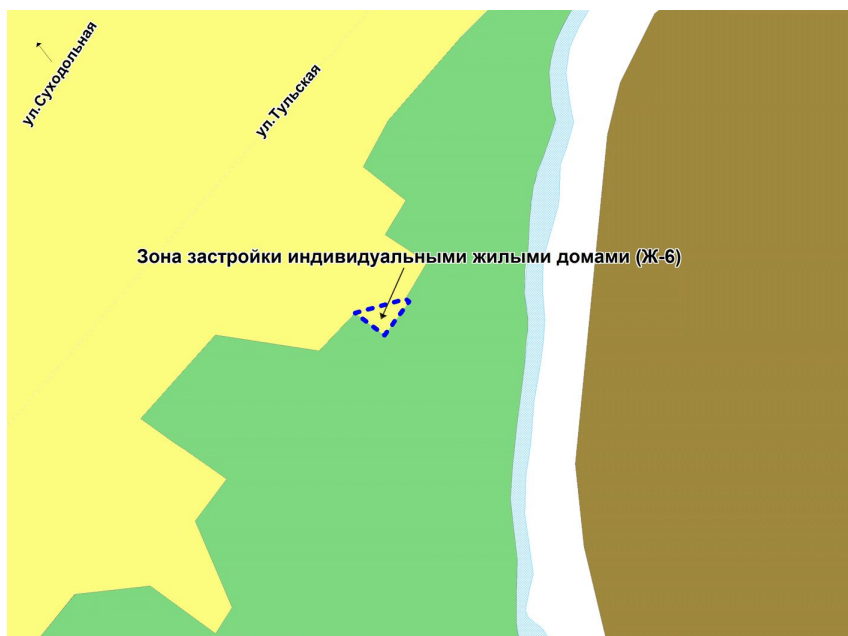 ул.Суходольная
ул.Тульская
Зона застройки индивидуальными жилыми домами (Ж-6)